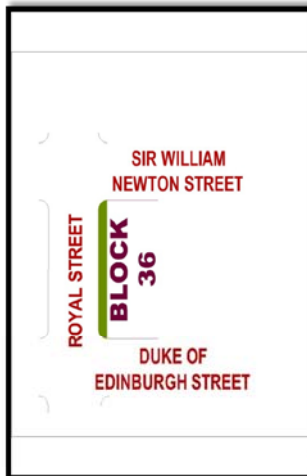 SIR WILLIAM
NEWTON STREET
ROYAL STREET
BLOCK
36
DUKE OF
EDINBURGH STREET